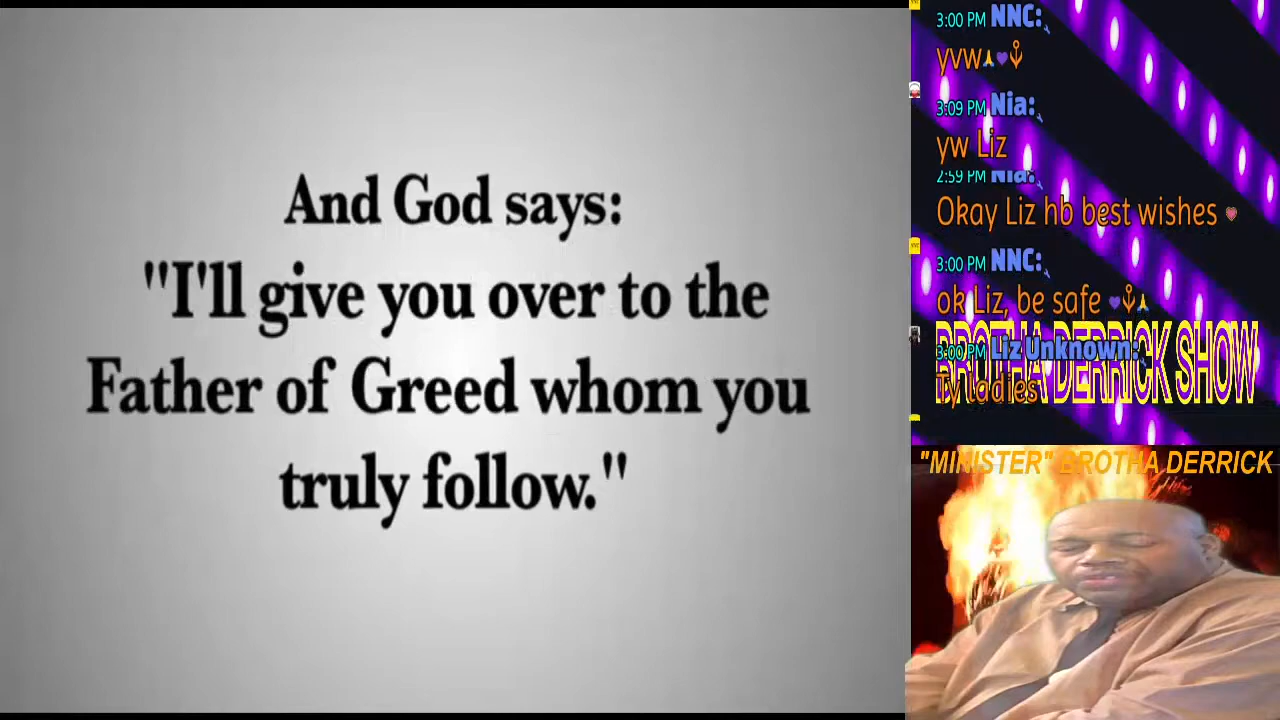 And God says:
"I'll give you over to the
Father of Greed whom you
truly follow."
3:00 PM NNC:
yvw🙏💜⚓
3:09 PM Nia:
yw Liz
2:59 PM Nia:
Okay Liz hb best wishes 💗
3:00 PM NNC:
ok Liz, be safe 💜⚓🙏
BROTHA DERRICK SHOW
3:00 PM Liz Unknown:
Ty ladies
"MINISTER" BROTHA DERRICK